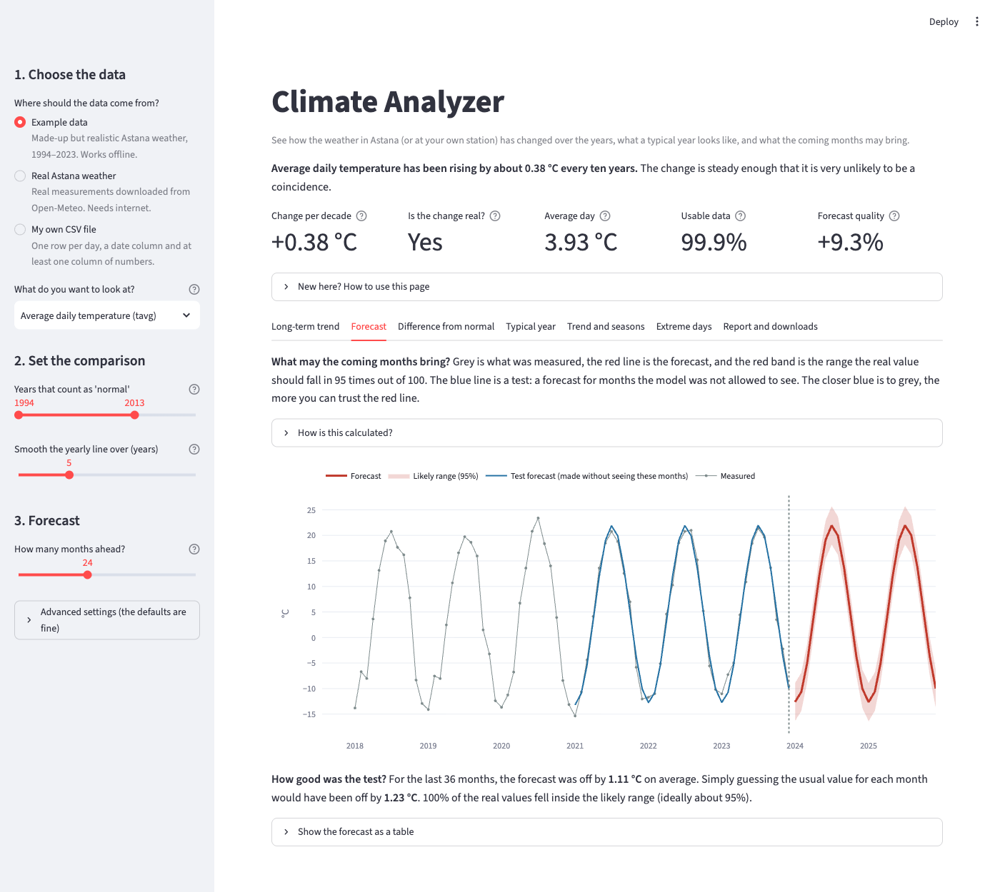 Deploy
1. Choose the data
Where should the data come from?
Example data
Made-up but realistic Astana weather,
1994–2023. Works offline.
Real Astana weather
Real measurements downloaded from
Open-Meteo. Needs internet.
My own CSV file
One row per day, a date column and at
least one column of numbers.
What do you want to look at?
Average daily temperature (tavg)
2. Set the comparison
Years that count as 'normal'
1994 2013
Smooth the yearly line over (years)
5
3. Forecast
How many months ahead?
24
Advanced settings (the defaults are
fine)
Climate Analyzer
See how the weather in Astana (or at your own station) has changed over the years, what a typical year looks like, and what the coming months may bring.
Average daily temperature has been rising by about 0.38 °C every ten years. The change is steady enough that it is very unlikely to be a
coincidence.
Change per decade Is the change real? Average day Usable data Forecast quality
+0.38 °C Yes 3.93 °C 99.9% +9.3%
New here? How to use this page
Long-term trend Forecast Difference from normal Typical year Trend and seasons Extreme days Report and downloads
What may the coming months bring? Grey is what was measured, the red line is the forecast, and the red band is the range the real value
should fall in 95 times out of 100. The blue line is a test: a forecast for months the model was not allowed to see. The closer blue is to grey, the
more you can trust the red line.
How is this calculated?
Forecast Likely range (95%) Test forecast (made without seeing these months) Measured
25
20
15
10
5
°C
0
−5
−10
−15
2018 2019 2020 2021 2022 2023 2024 2025
How good was the test? For the last 36 months, the forecast was off by 1.11 °C on average. Simply guessing the usual value for each month
would have been off by 1.23 °C. 100% of the real values fell inside the likely range (ideally about 95%).
Show the forecast as a table